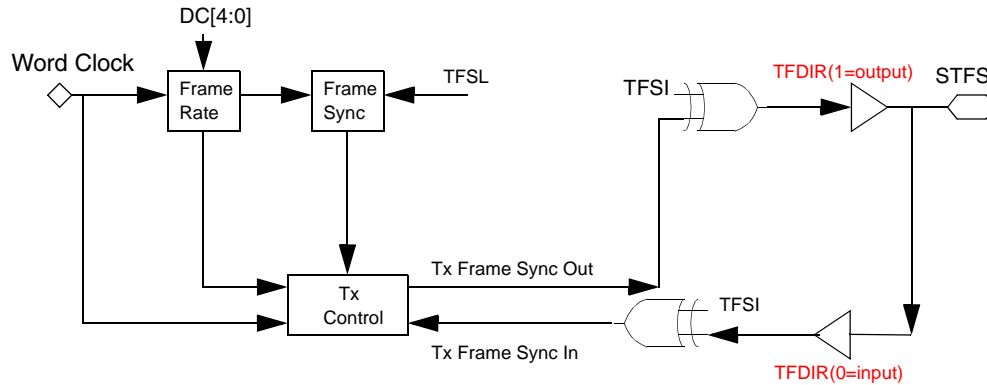 DC[4:0]
Word Clock
Frame
Rate
Frame
Sync
TFSL
TFSI
TFDIR(1=output)
STFS
Tx Frame Sync Out
Tx
Control
TFSI
Tx Frame Sync In
TFDIR(0=input)